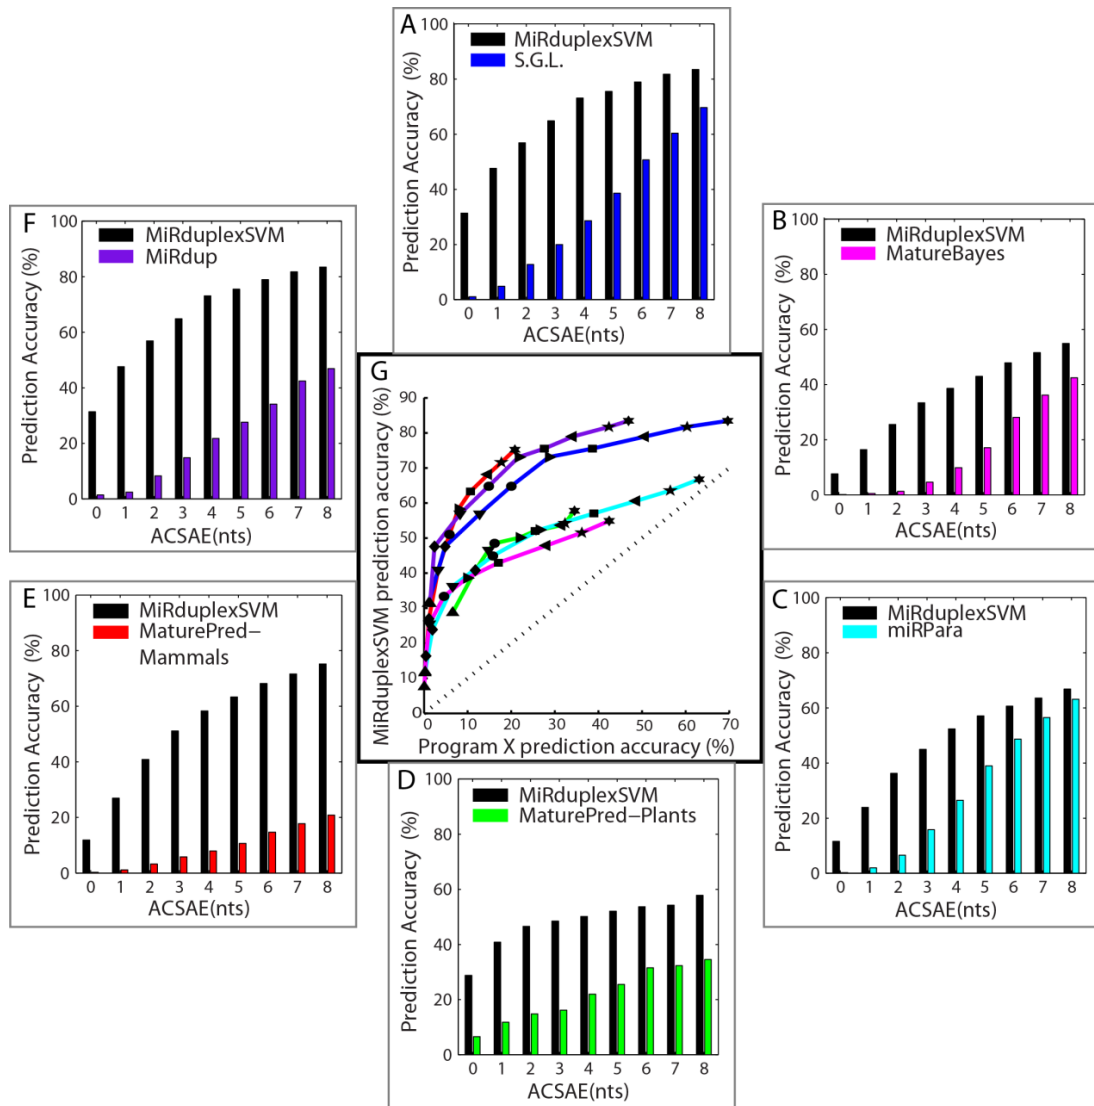 A
100
MiRduplexSVM
S.G.L.
80
60
40
20
0
Prediction Accuracy (%)
0 1 2 3 4 5 6 7 8
ACSAE(nts)
F
100
MiRduplexSVM
MiRdup
80
60
40
20
0
Prediction Accuracy (%)
0 1 2 3 4 5 6 7 8
ACSAE(nts)
B
100
MiRduplexSVM
MatureBayes
80
60
40
20
0
Prediction Accuracy (%)
0 1 2 3 4 5 6 7 8
ACSAE(nts)
G
90
80
70
60
50
40
30
20
10
0
MiRduplexSVM prediction accuracy (%)
0 10 20 30 40 50 60 70
Program X prediction accuracy (%)
E
100
MiRduplexSVM
MaturePred–
Mammals
80
60
40
20
0
Prediction Accuracy (%)
0 1 2 3 4 5 6 7 8
ACSAE(nts)
C
100
MiRduplexSVM
miRPara
80
60
40
20
0
Prediction Accuracy (%)
0 1 2 3 4 5 6 7 8
ACSAE(nts)
D
100
MiRduplexSVM
MaturePred–Plants
80
60
40
20
0
Prediction Accuracy (%)
0 1 2 3 4 5 6 7 8
ACSAE(nts)